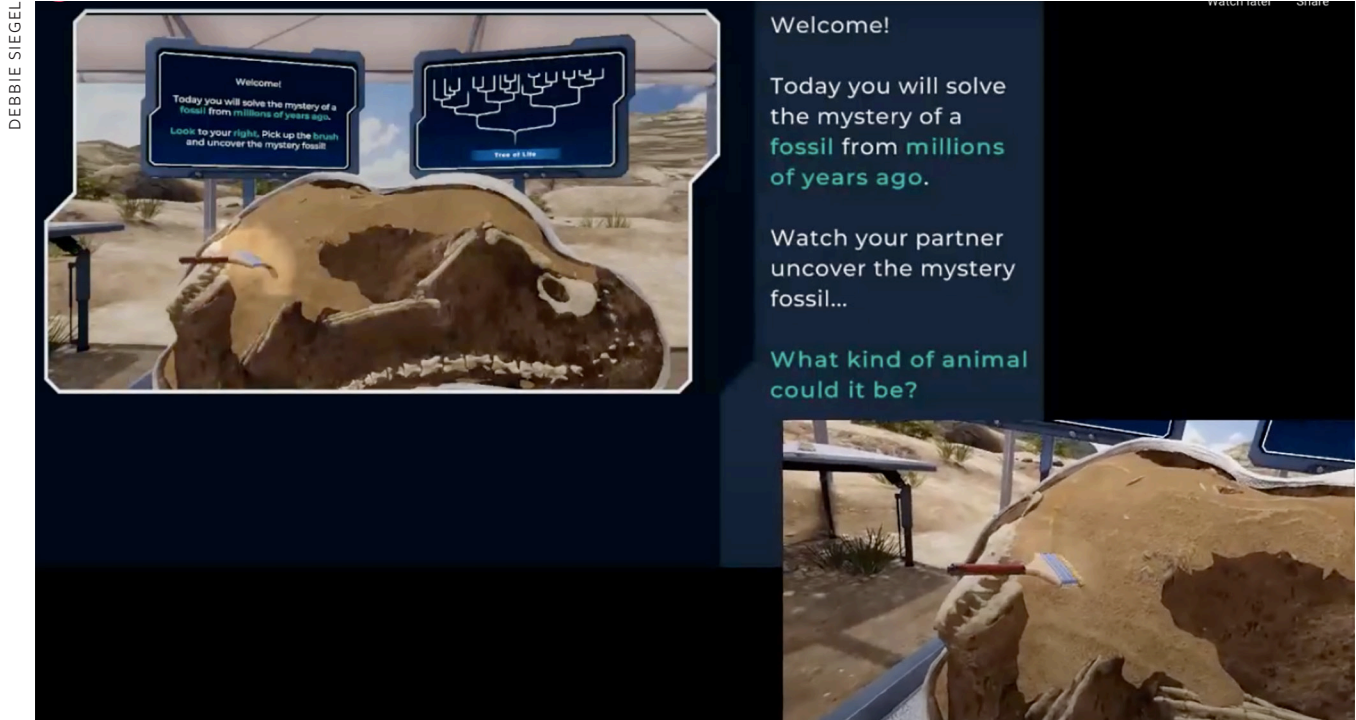 DEBBIE SIEGEL
Watch later Share
Welcome!
Today you will solve the mystery of a
fossil from millions of years ago.
Look to your right. Pick up the brush
and uncover the mystery fossil!
Tree of Life
Welcome!
Today you will solve
the mystery of a
fossil from millions
of years ago.
Watch your partner
uncover the mystery
fossil...
What kind of animal
could it be?